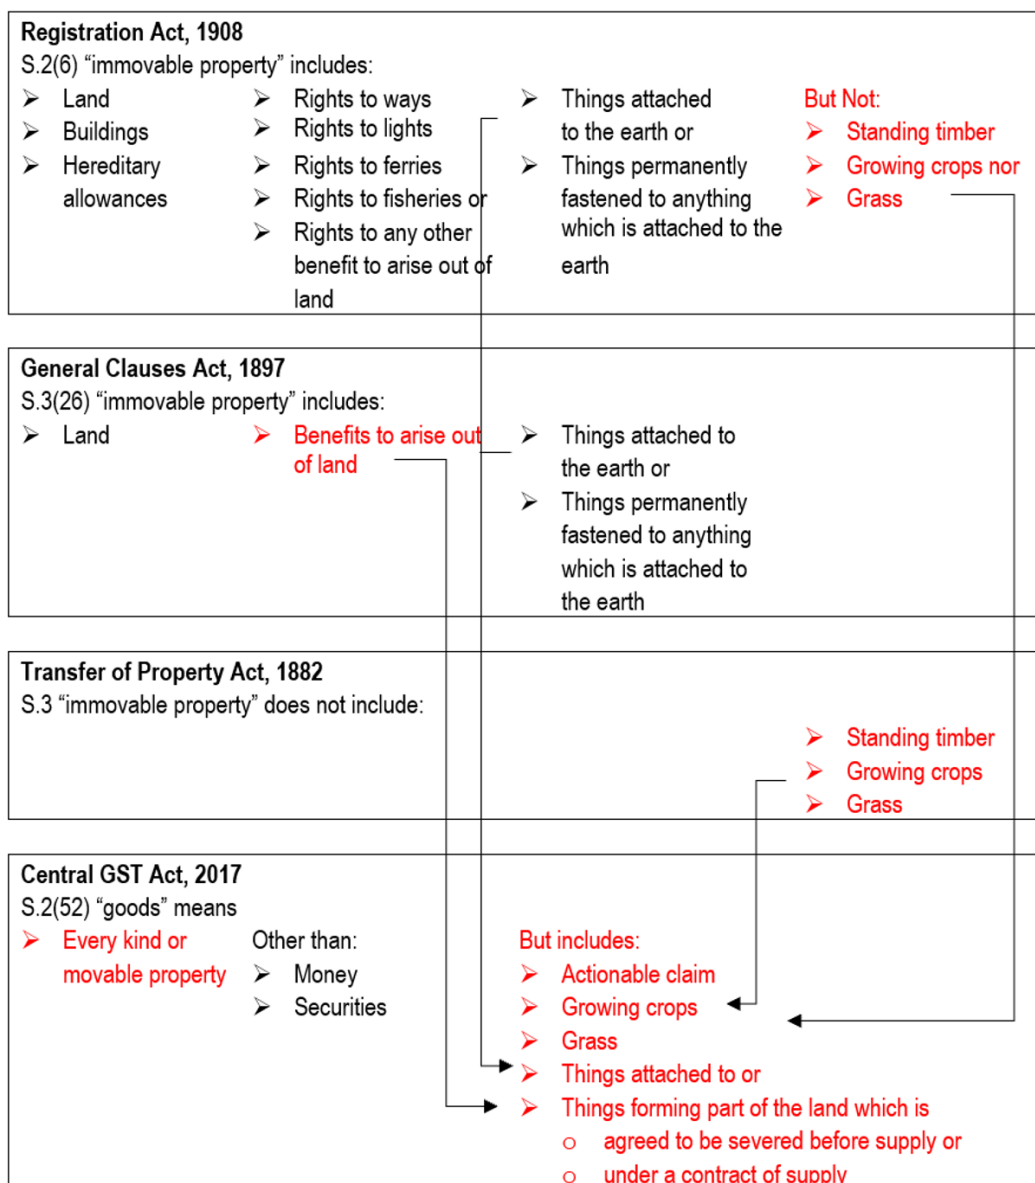 Registration Act, 1908
S.2(6) “immovable property” includes:
➢ Land
➢ Buildings
➢ Hereditary
allowances
➢ Rights to ways
➢ Rights to lights
➢ Rights to ferries
➢ Rights to fisheries or
➢ Rights to any other
benefit to arise out of
land
➢ Things attached
to the earth or
➢ Things permanently
fastened to anything
which is attached to the
earth
But Not:
➢ Standing timber
➢ Growing crops nor
➢ Grass
General Clauses Act, 1897
S.3(26) “immovable property” includes:
➢ Land
➢ Benefits to arise out
of land
➢ Things attached to
the earth or
➢ Things permanently
fastened to anything
which is attached to
the earth
Transfer of Property Act, 1882
S.3 “immovable property” does not include:
➢ Standing timber
➢ Growing crops
➢ Grass
Central GST Act, 2017
S.2(52) “goods” means
➢ Every kind or
movable property
Other than:
➢ Money
➢ Securities
But includes:
➢ Actionable claim
➢ Growing crops
➢ Grass
➢ Things attached to or
➢ Things forming part of the land which is
o agreed to be severed before supply or
o under a contract of supply